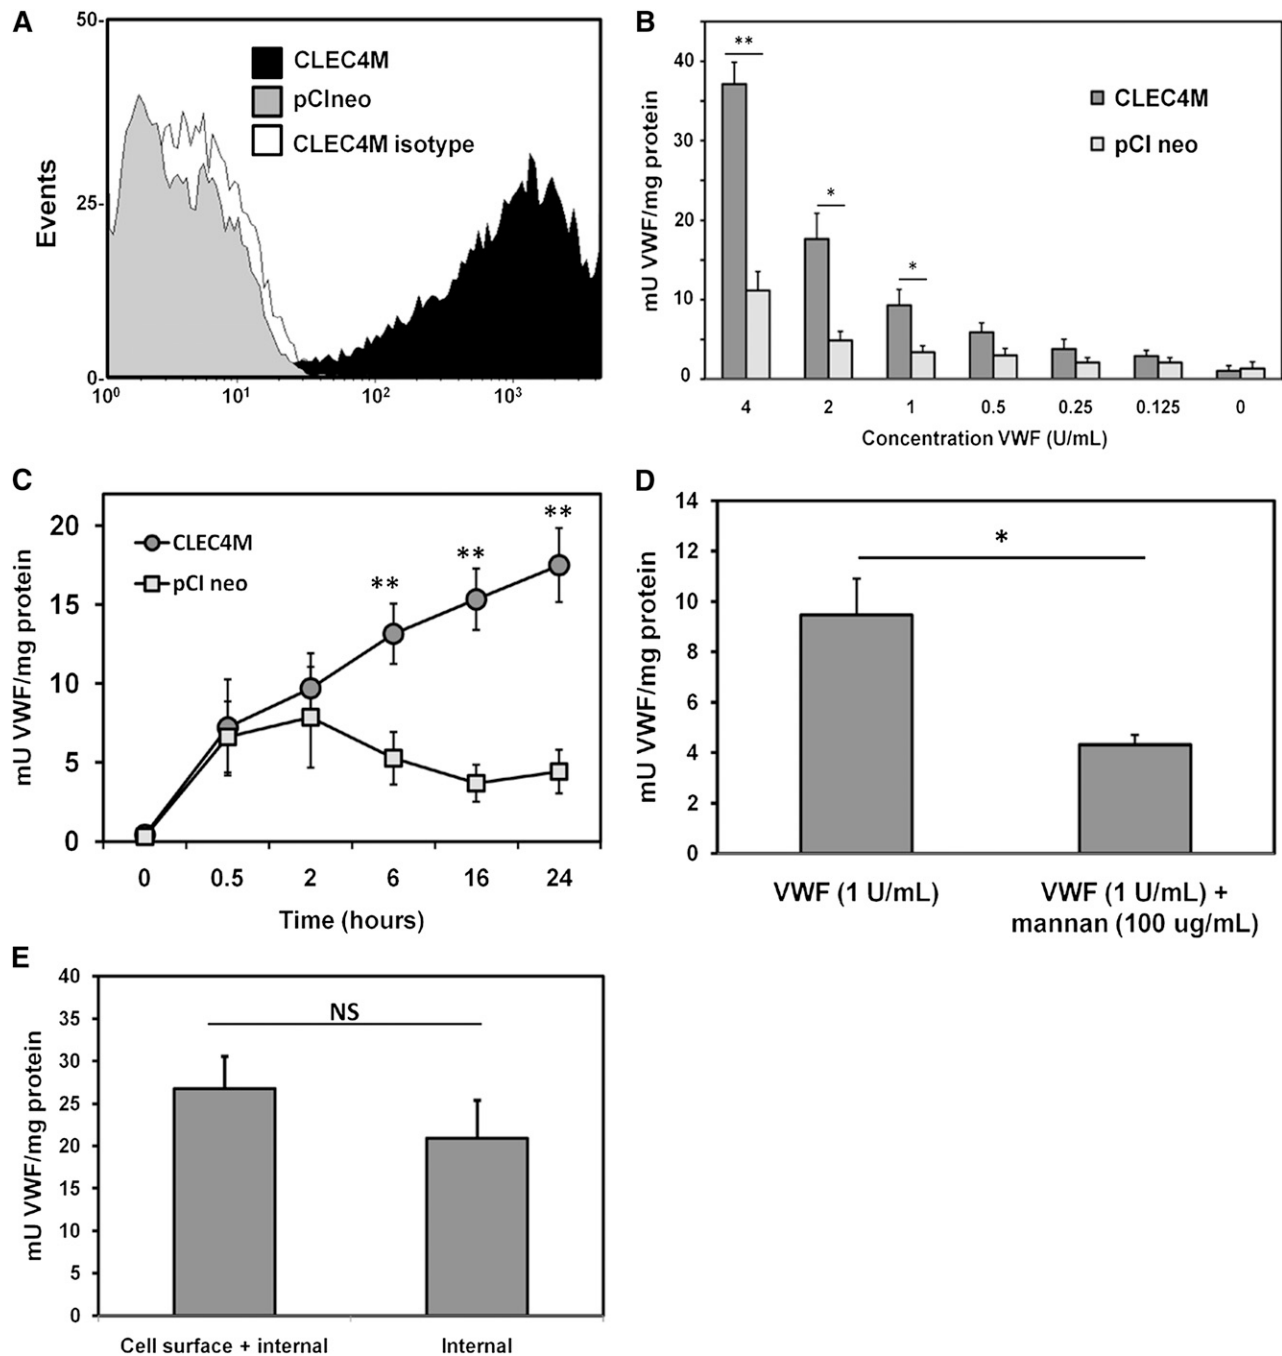 A
50-
25-
0-
Events
CLEC4M
pCIneo
CLEC4M isotype
10⁰ 10¹ 10² 10³
B
mU VWF/mg protein
40
30
20
10
0
**
*
*
CLEC4M
pCI neo
4 2 1 0.5 0.25 0.125 0
Concentration VWF (U/mL)
C
mU VWF/mg protein
20
15
10
5
0
CLEC4M
pCI neo
**
**
**
0 0.5 2 6 16 24
Time (hours)
D
mU VWF/mg protein
14
12
10
8
6
4
2
0
*
VWF (1 U/mL)
VWF (1 U/mL) +
mannan (100 ug/mL)
E
mU VWF/mg protein
40
35
30
25
20
15
10
5
0
NS
Cell surface + internal
Internal